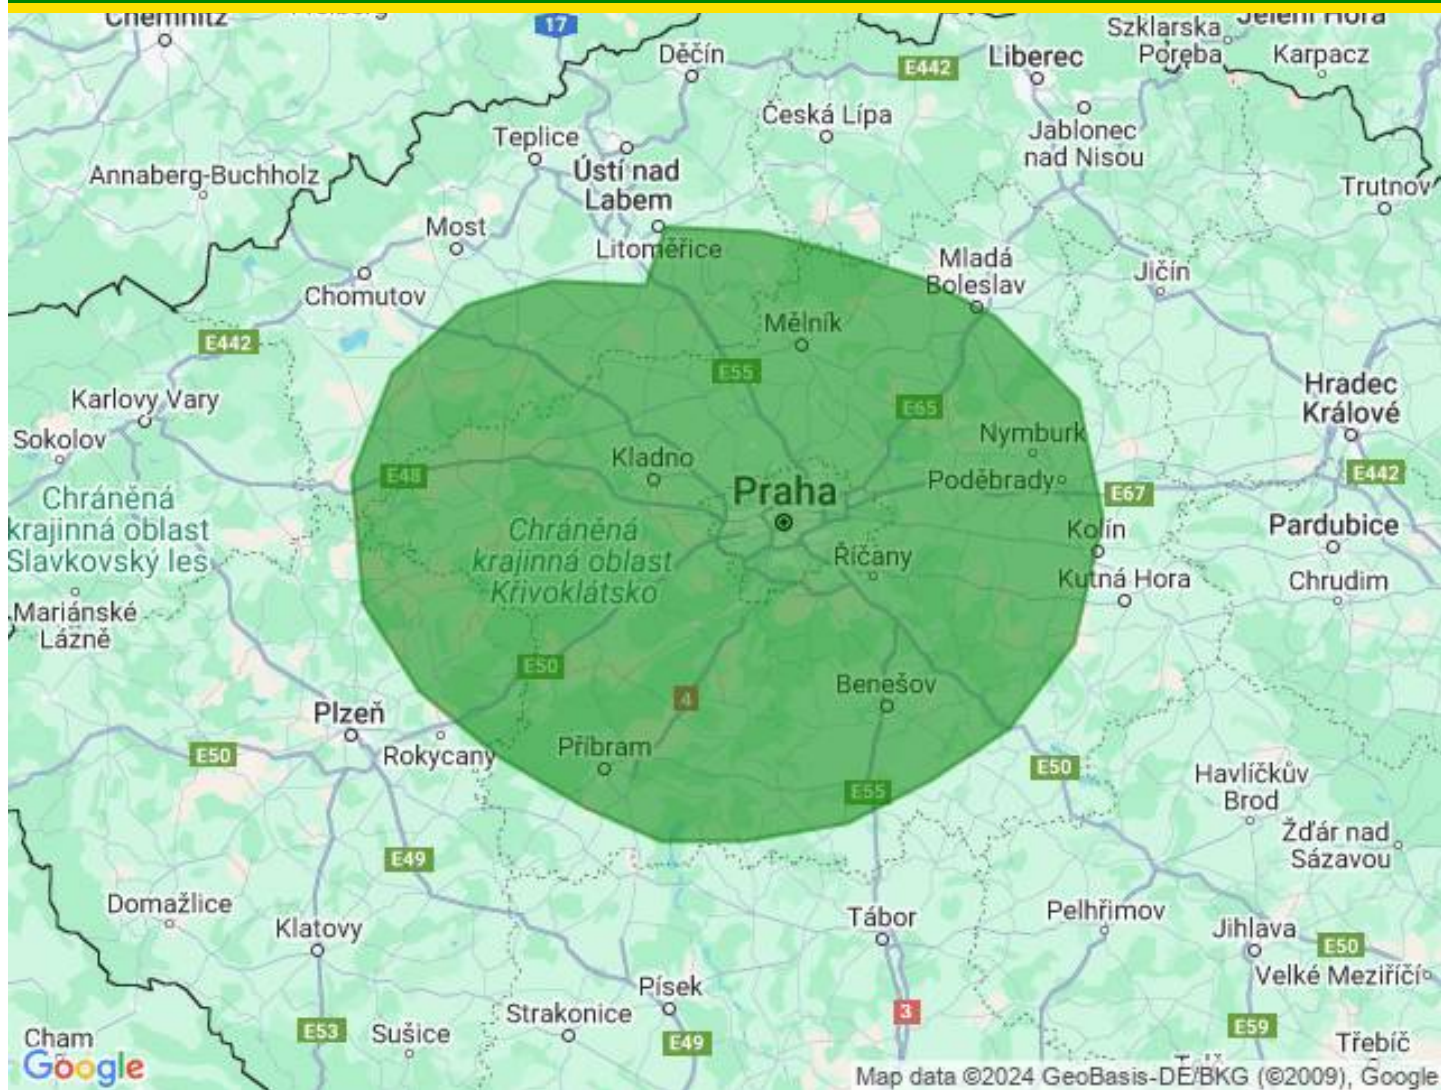 Chemnitz
17
Děčín
E442
Liberec
Szklarska
Poręba
Jelení Hora
Karpacz
Česká Lípa
Jablonec
nad Nisou
Teplice
Ústí nad
Labem
Annaberg-Buchholz
Trutnov
Most
Litoměřice
Mladá
Boleslav
Jičín
Chomutov
Mělník
E442
E55
Karlovy Vary
E65
Hradec
Králové
Sokolov
Nymburk
Kladno
E48
Praha
Poděbrady
E67
E442
Chráněná
krajinná oblast
Slavkovský les
Chráněná
krajinná oblast
Křivoklátsko
Kolín
Pardubice
Říčany
Kutná Hora
Chrudim
Mariánské
Lázně
E50
4
Benešov
Plzeň
Příbram
E50
Rokycany
E50
E55
Havlíčkův
Brod
Žďár nad
Sázavou
E49
Domažlice
Klatovy
Tábor
Pelhřimov
Jihlava
E50
Velké Meziříčí
Písek
Strakonice
3
E53
Sušice
E49
E59
Cham
Třebíč
Google
Map data ©2024 GeoBasis-DE/BKG (©2009), Google